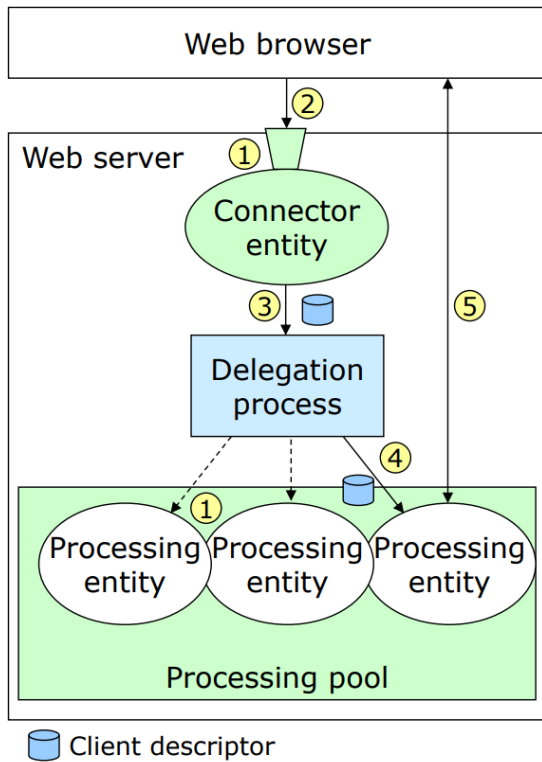 Web browser
2
Web server
1
Connector
entity
3
5
Delegation
process
4
1
Processing
entity
Processing
entity
Processing
entity
Processing pool
Client descriptor